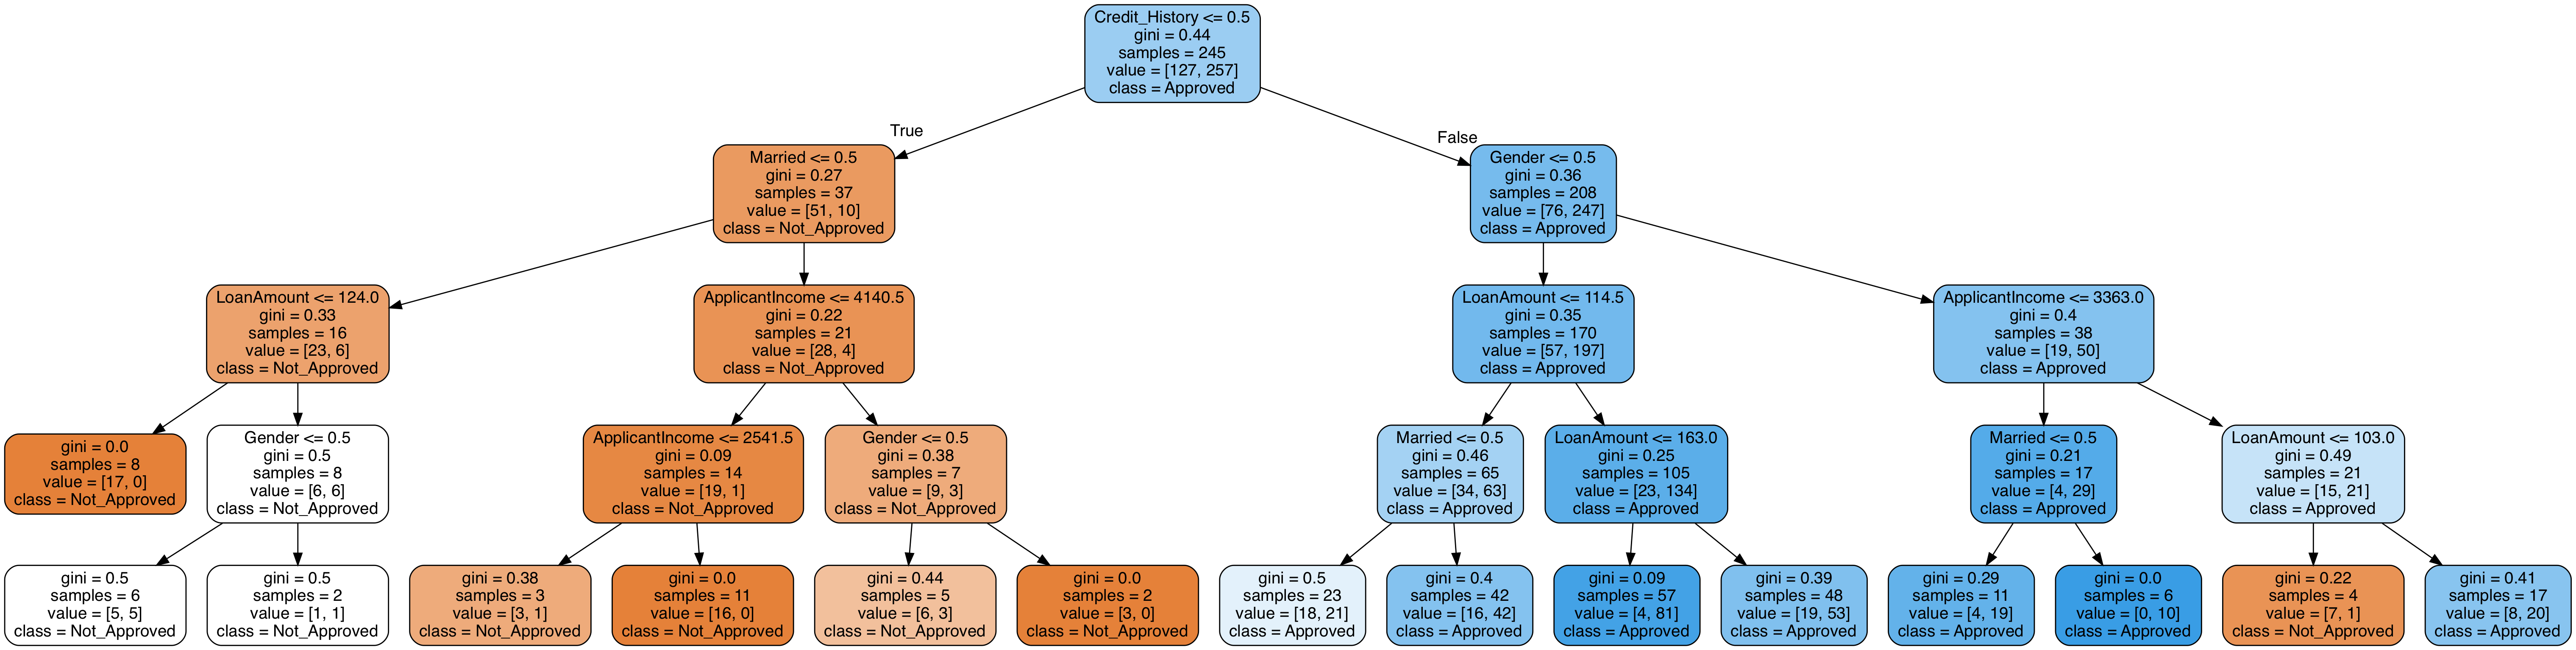 Credit_History <= 0.5
gini = 0.44
samples = 245
value = [127, 257]
class = Approved
True
False
Married <= 0.5
gini = 0.27
samples = 37
value = [51, 10]
class = Not_Approved
Gender <= 0.5
gini = 0.36
samples = 208
value = [76, 247]
class = Approved
LoanAmount <= 124.0
gini = 0.33
samples = 16
value = [23, 6]
class = Not_Approved
ApplicantIncome <= 4140.5
gini = 0.22
samples = 21
value = [28, 4]
class = Not_Approved
LoanAmount <= 114.5
gini = 0.35
samples = 170
value = [57, 197]
class = Approved
ApplicantIncome <= 3363.0
gini = 0.4
samples = 38
value = [19, 50]
class = Approved
gini = 0.0
samples = 8
value = [17, 0]
class = Not_Approved
Gender <= 0.5
gini = 0.5
samples = 8
value = [6, 6]
class = Not_Approved
ApplicantIncome <= 2541.5
gini = 0.09
samples = 14
value = [19, 1]
class = Not_Approved
Gender <= 0.5
gini = 0.38
samples = 7
value = [9, 3]
class = Not_Approved
Married <= 0.5
gini = 0.46
samples = 65
value = [34, 63]
class = Approved
LoanAmount <= 163.0
gini = 0.25
samples = 105
value = [23, 134]
class = Approved
Married <= 0.5
gini = 0.21
samples = 17
value = [4, 29]
class = Approved
LoanAmount <= 103.0
gini = 0.49
samples = 21
value = [15, 21]
class = Approved
gini = 0.5
samples = 6
value = [5, 5]
class = Not_Approved
gini = 0.5
samples = 2
value = [1, 1]
class = Not_Approved
gini = 0.38
samples = 3
value = [3, 1]
class = Not_Approved
gini = 0.0
samples = 11
value = [16, 0]
class = Not_Approved
gini = 0.44
samples = 5
value = [6, 3]
class = Not_Approved
gini = 0.0
samples = 2
value = [3, 0]
class = Not_Approved
gini = 0.5
samples = 23
value = [18, 21]
class = Approved
gini = 0.4
samples = 42
value = [16, 42]
class = Approved
gini = 0.09
samples = 57
value = [4, 81]
class = Approved
gini = 0.39
samples = 48
value = [19, 53]
class = Approved
gini = 0.29
samples = 11
value = [4, 19]
class = Approved
gini = 0.0
samples = 6
value = [0, 10]
class = Approved
gini = 0.22
samples = 4
value = [7, 1]
class = Not_Approved
gini = 0.41
samples = 17
value = [8, 20]
class = Approved